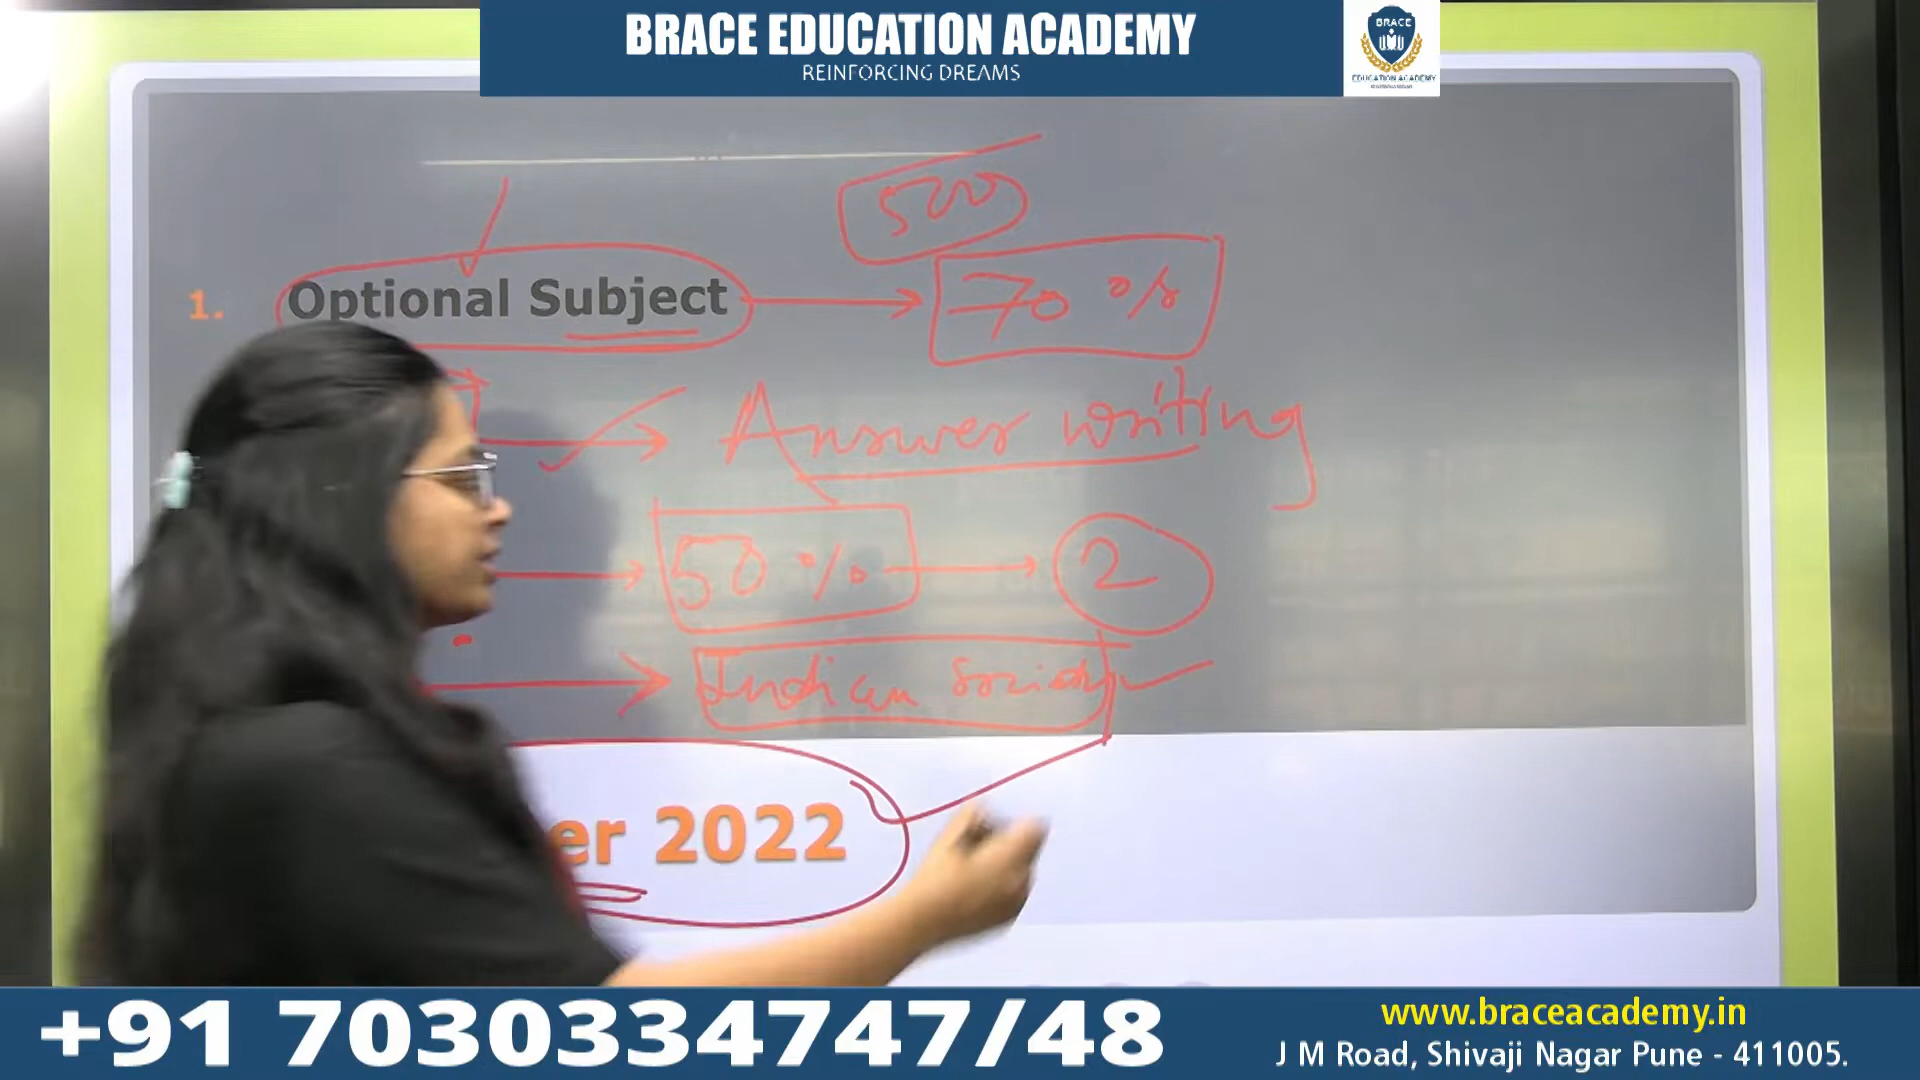 BRACE EDUCATION ACADEMY
REINFORCING DREAMS
BRACE
EDUCATION ACADEMY
500
1. Optional Subject
70 %
Answer writing
50 %
2
Indian society
er 2022
+91 7030334747/48
www.braceacademy.in
J M Road, Shivaji Nagar Pune - 411005.